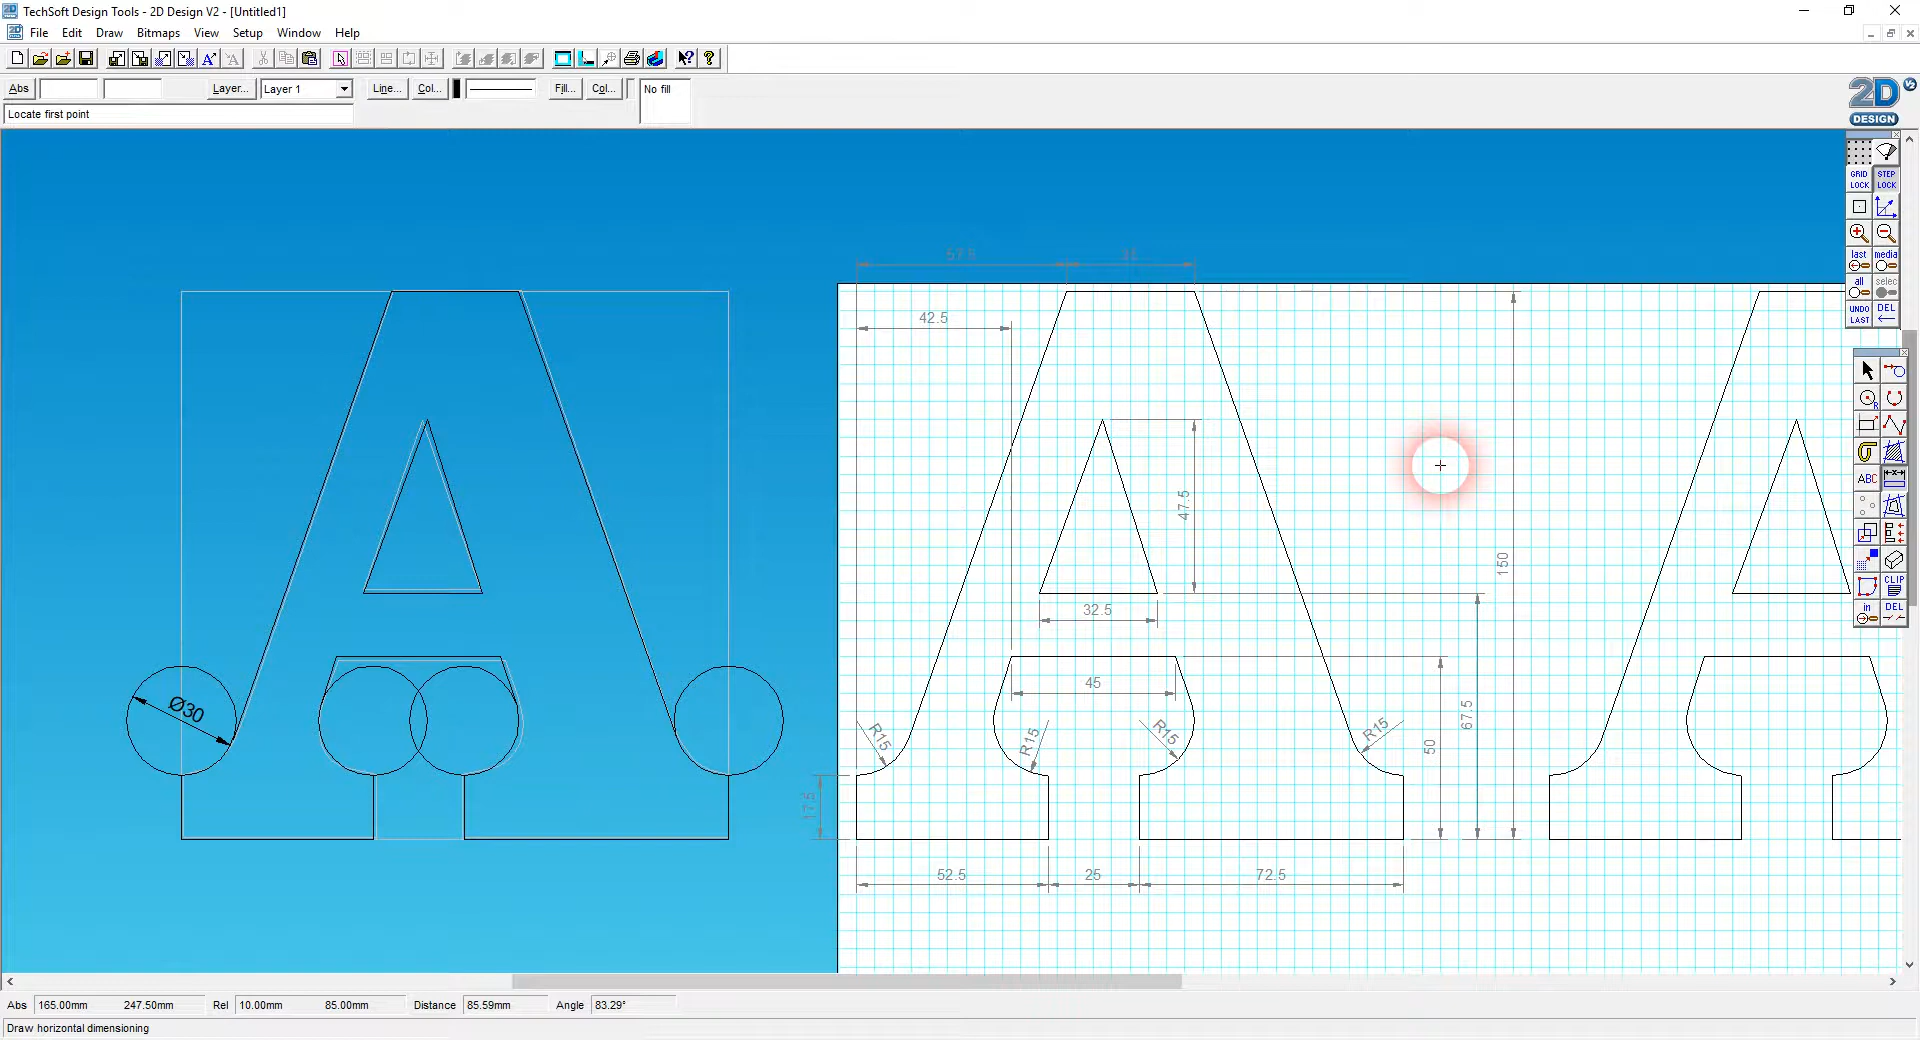 TechSoft Design Tools - 2D Design V2 - [Untitled1]
File Edit Draw Bitmaps View Setup Window Help
Abs Layer... Layer 1 Line... Col... Fill... Col... No fill
Locate first point
2D V2
DESIGN
GRID LOCK STEP LOCK
last media
all selec
UNDO LAST DEL
ABC
CLIP
in DEL
57.5 35
42.5
47.5
150
32.5
45
67.5
50
Ø30
R15 R15 R15 R15
17.5
52.5 25 72.5
Abs 165.00mm 247.50mm Rel 10.00mm 85.00mm Distance 85.59mm Angle 83.29°
Draw horizontal dimensioning